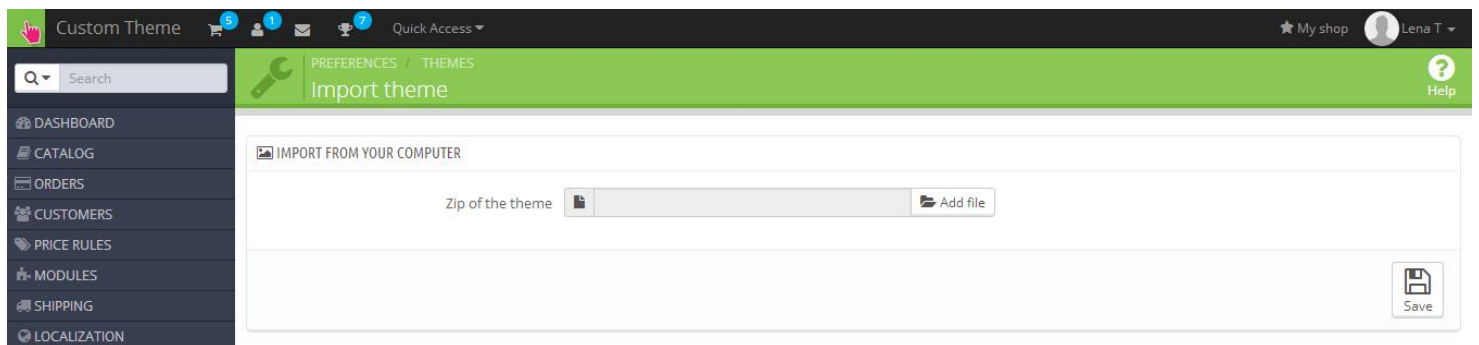 Custom Theme 5 1 7 Quick Access My shop Lena T
Search
PREFERENCES / THEMES
Import theme
Help
DASHBOARD
CATALOG
ORDERS
CUSTOMERS
PRICE RULES
MODULES
SHIPPING
LOCALIZATION
IMPORT FROM YOUR COMPUTER
Zip of the theme Add file
Save